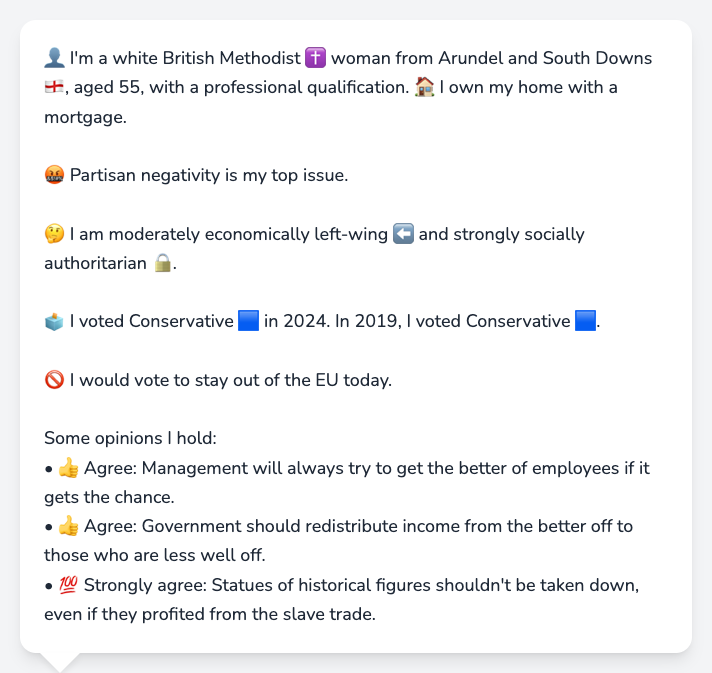 👤 I'm a white British Methodist ✝️ woman from Arundel and South Downs
🏴󠁧󠁢󠁥󠁮󠁧󠁿, aged 55, with a professional qualification. 🏠 I own my home with a
mortgage.
🤬 Partisan negativity is my top issue.
🤔 I am moderately economically left-wing ⬅️ and strongly socially
authoritarian 🔒.
🗳️ I voted Conservative 🟦 in 2024. In 2019, I voted Conservative 🟦.
🚫 I would vote to stay out of the EU today.
Some opinions I hold:
• 👍 Agree: Management will always try to get the better of employees if it
gets the chance.
• 👍 Agree: Government should redistribute income from the better off to
those who are less well off.
• 💯 Strongly agree: Statues of historical figures shouldn't be taken down,
even if they profited from the slave trade.